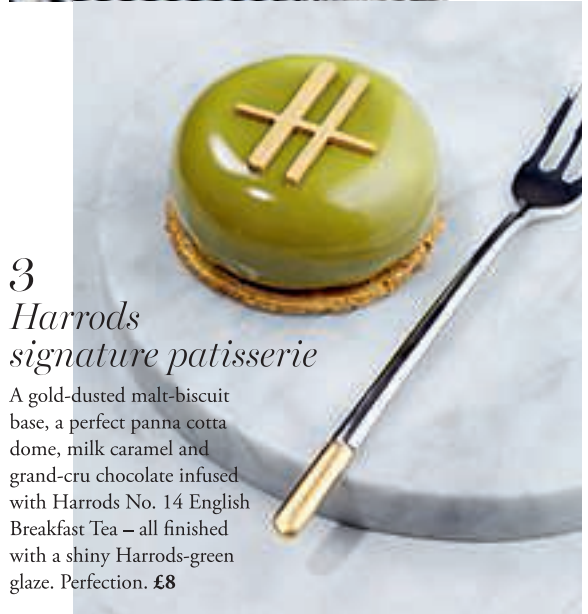 3
Harrods
signature patisserie
A gold-dusted malt-biscuit
base, a perfect panna cotta
dome, milk caramel and
grand-cru chocolate infused
with Harrods No. 14 English
Breakfast Tea – all finished
with a shiny Harrods-green
glaze. Perfection. £8